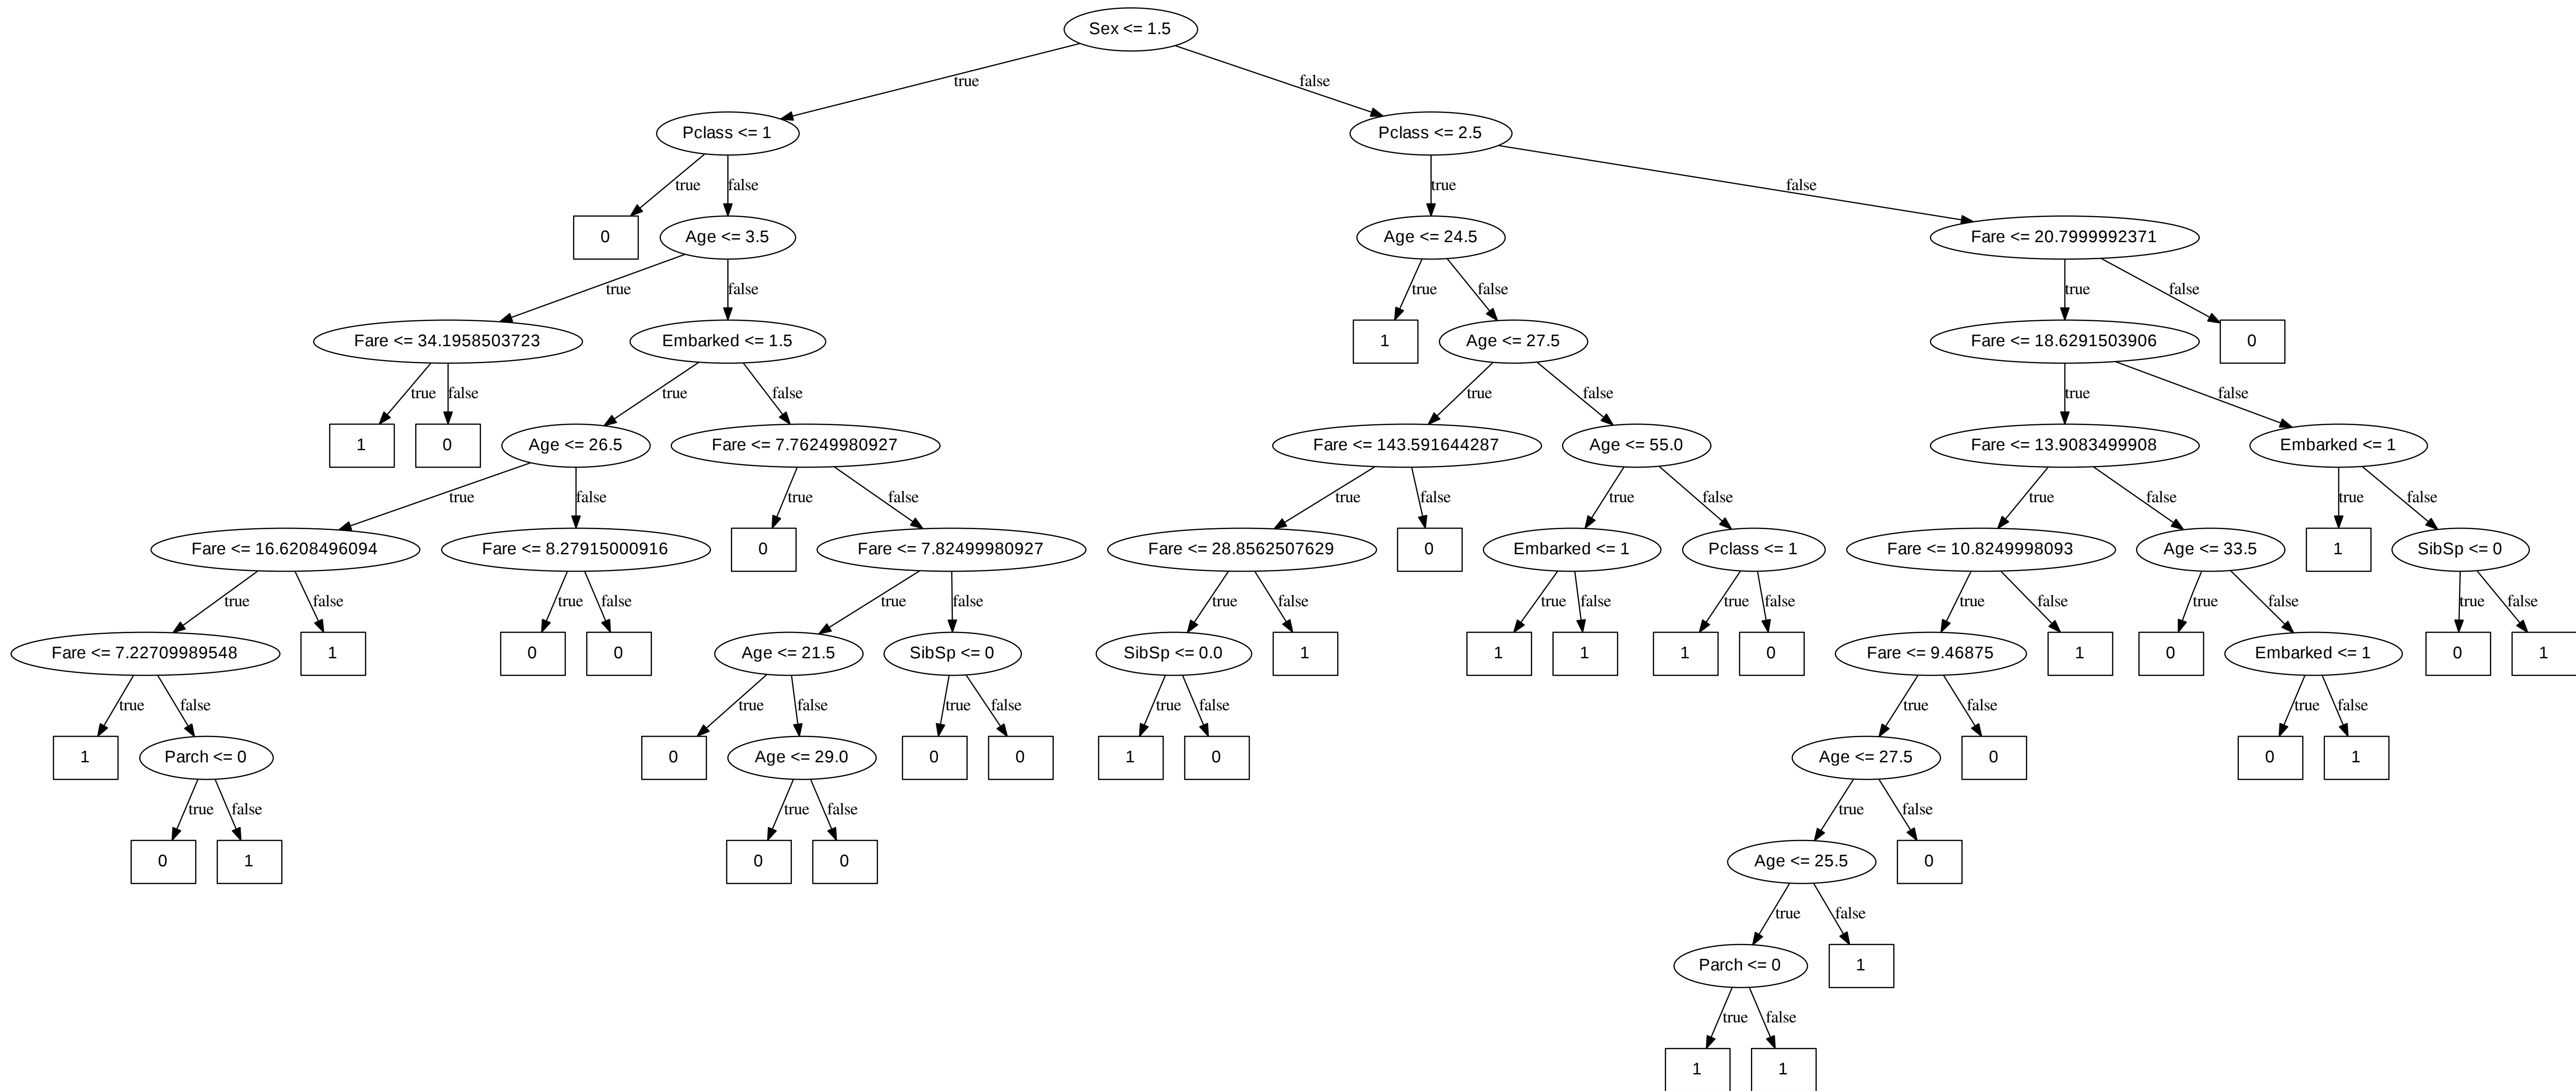 Sex <= 1.5
true
false
Pclass <= 1
Pclass <= 2.5
true
false
true
false
0
Age <= 3.5
Age <= 24.5
Fare <= 20.7999992371
true
false
true
false
true
false
Fare <= 34.1958503723
Embarked <= 1.5
1
Age <= 27.5
Fare <= 18.6291503906
0
true
false
true
false
true
false
true
false
1
0
Age <= 26.5
Fare <= 7.76249980927
Fare <= 143.591644287
Age <= 55.0
Fare <= 13.9083499908
Embarked <= 1
true
false
true
false
true
false
true
false
true
false
true
false
Fare <= 16.6208496094
Fare <= 8.27915000916
0
Fare <= 7.82499980927
Fare <= 28.8562507629
0
Embarked <= 1
Pclass <= 1
Fare <= 10.8249998093
Age <= 33.5
1
SibSp <= 0
true
false
true
false
true
false
true
false
true
false
true
false
true
false
true
false
true
false
Fare <= 7.22709989548
1
0
0
Age <= 21.5
SibSp <= 0
SibSp <= 0.0
1
1
1
1
0
Fare <= 9.46875
1
0
Embarked <= 1
0
1
true
false
true
false
true
false
true
false
true
false
true
false
1
Parch <= 0
0
Age <= 29.0
0
0
1
0
Age <= 27.5
0
0
1
true
false
true
false
true
false
0
1
0
0
Age <= 25.5
0
true
false
Parch <= 0
1
true
false
1
1